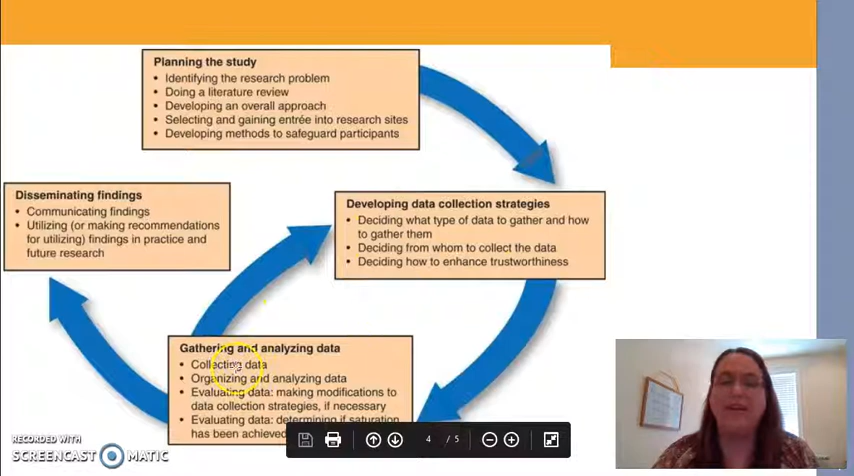 Planning the study
• Identifying the research problem
• Doing a literature review
• Developing an overall approach
• Selecting and gaining entrée into research sites
• Developing methods to safeguard participants
Disseminating findings
• Communicating findings
• Utilizing (or making recommendations
for utilizing) findings in practice and
future research
Developing data collection strategies
• Deciding what type of data to gather and how
to gather them
• Deciding from whom to collect the data
• Deciding how to enhance trustworthiness
Gathering and analyzing data
• Collecting data
• Organizing and analyzing data
• Evaluating data: making modifications to
data collection strategies, if necessary
• Evaluating data: determining if saturation
has been achieved
4 / 5
RECORDED WITH
SCREENCAST MATIC